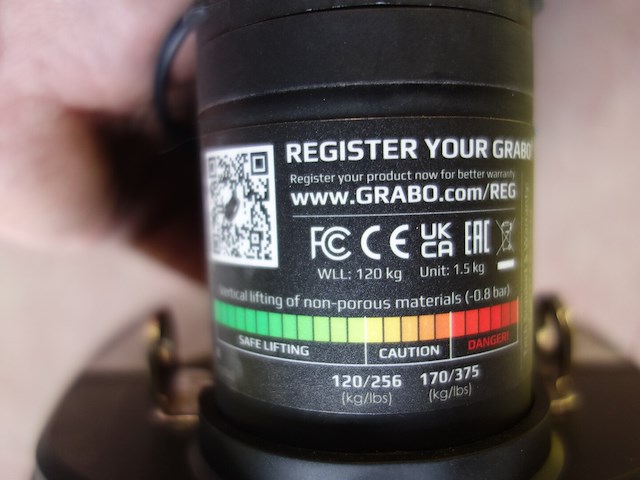 REGISTER YOUR GRABO
Register your product now for better warranty
www.GRABO.com/REG
FC CE UK CA EAC
WLL: 120 kg Unit: 1.5 kg
Vertical lifting of non-porous materials (-0.8 bar)
SAFE LIFTING CAUTION DANGER!
120/256 170/375
(kg/lbs) (kg/lbs)